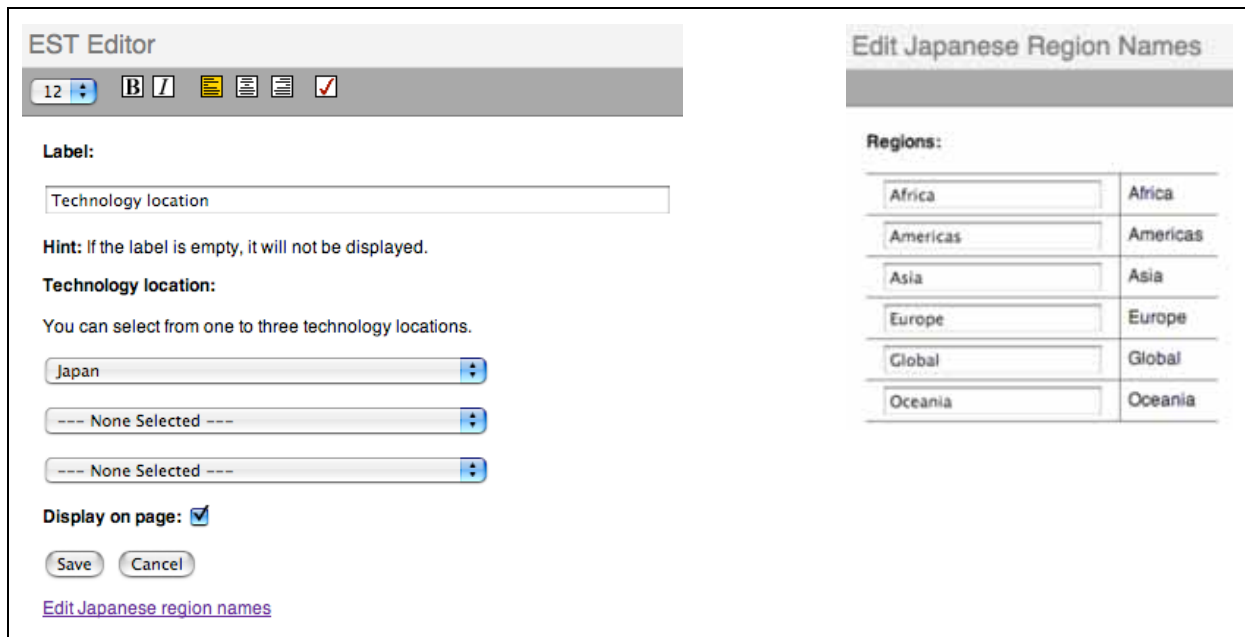 EST Editor
12 B I
Label:
Technology location
Hint: If the label is empty, it will not be displayed.
Technology location:
You can select from one to three technology locations.
Japan
--- None Selected ---
--- None Selected ---
Display on page:
Save Cancel
Edit Japanese region names
Edit Japanese Region Names
Regions:
Africa Africa
Americas Americas
Asia Asia
Europe Europe
Global Global
Oceania Oceania